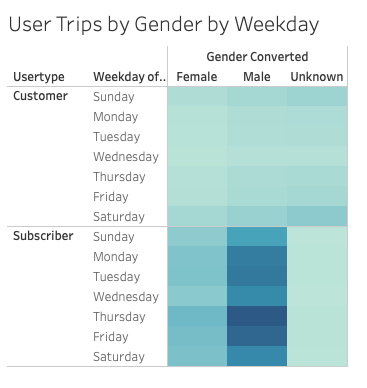 User Trips by Gender by Weekday
Gender Converted
Usertype Weekday of.. Female Male Unknown
Customer Sunday
Monday
Tuesday
Wednesday
Thursday
Friday
Saturday
Subscriber Sunday
Monday
Tuesday
Wednesday
Thursday
Friday
Saturday